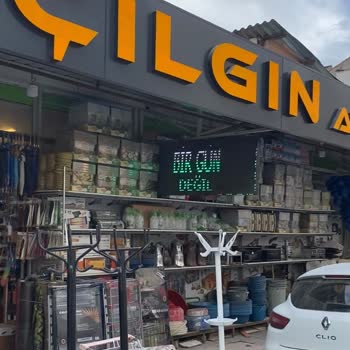 ÇILGIN A
BİR GÜN
DEĞİL
CLIO